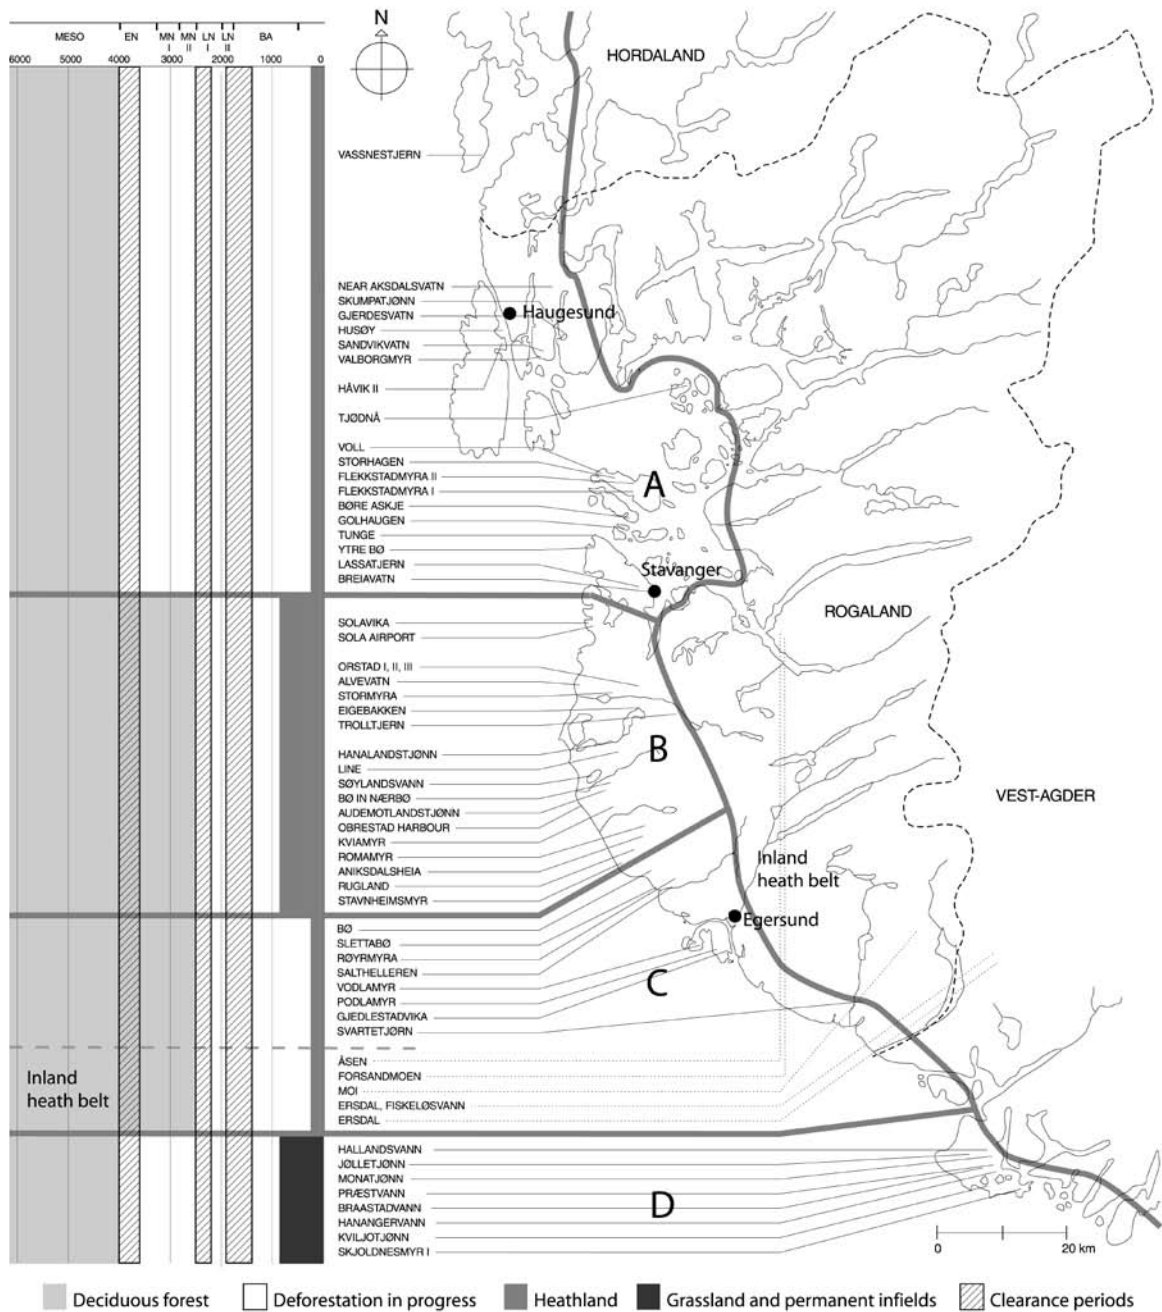 N
MESO EN MN I MN II LN I LN II BA
6000 5000 4000 3000 2000 1000 0
HORDALAND
VASSNESTJERN
NEAR AKSDALSVATN
SKUMPATJØNN
GJERDESVATN
Haugesund
HUSØY
SANDVIKVATN
VALBORGMYR
HÅVIK II
TJØDNÅ
VOLL
STORHAGEN
FLEKKSTADMYRA II
FLEKKSTADMYRA I
A
BØRE ASKJE
GOLHAUGEN
TUNGE
YTRE BØ
LASSATJERN
Stavanger
BREIAVATN
ROGALAND
SOLAVIKA
SOLA AIRPORT
ORSTAD I, II, III
ALVEVATN
STORMYRA
EIGEBAKKEN
TROLLTJERN
B
HANALANDSTJØNN
LINE
SØYLANDSVANN
BØ IN NÆRBØ
VEST-AGDER
AUDEMOTLANDSTJØNN
OBRESTAD HARBOUR
KVIAMYR
ROMAMYR
Inland
heath belt
ANIKSDALSHEIA
RUGLAND
STAVNHEIMSMYR
Egersund
BØ
SLETTABØ
RØYRMYRA
SALTHELLEREN
C
VODLAMYR
PODLAMYR
GJEDLESTADVIKA
SVARTETJØRN
ÅSEN
FORSANDMOEN
Inland
heath belt
MOI
ERSDAL, FISKELØSVANN
ERSDAL
HALLANDSVANN
JØLLETJØNN
MONATJØNN
PRÆSTVANN
D
BRAASTADVANN
HANANGERVANN
KVILJOTJØNN
SKJOLDNESMYR I
0 20 km
Deciduous forest Deforestation in progress Heathland Grassland and permanent infields Clearance periods